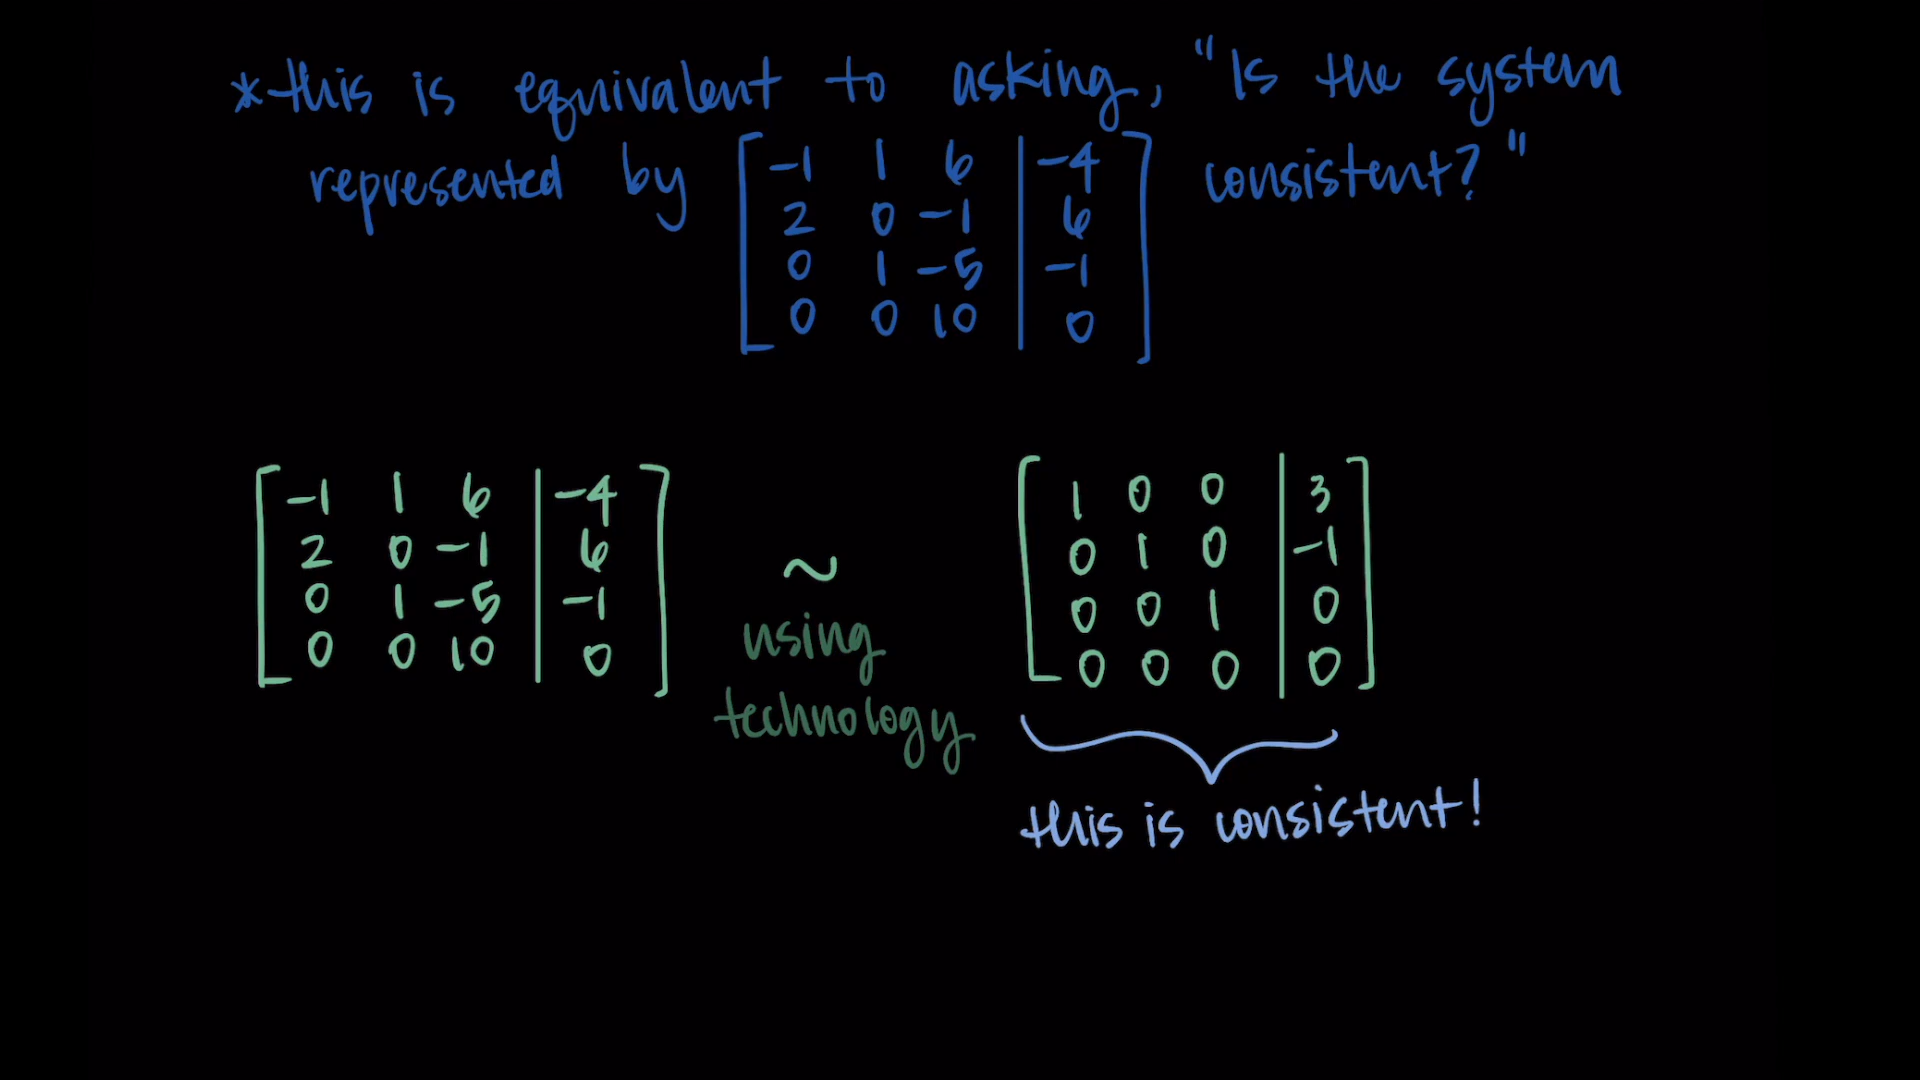 *this is equivalent to asking, "Is the system
represented by [-1 1 6 | -4] consistent?"
[2 0 -1 | 6]
[0 1 -5 | -1]
[0 0 10 | 0]
[-1 1 6 | -4] [1 0 0 | 3]
[2 0 -1 | 6] ~ [0 1 0 | -1]
[0 1 -5 | -1] using [0 0 1 | 0]
[0 0 10 | 0] [0 0 0 | 0]
technology
this is consistent!